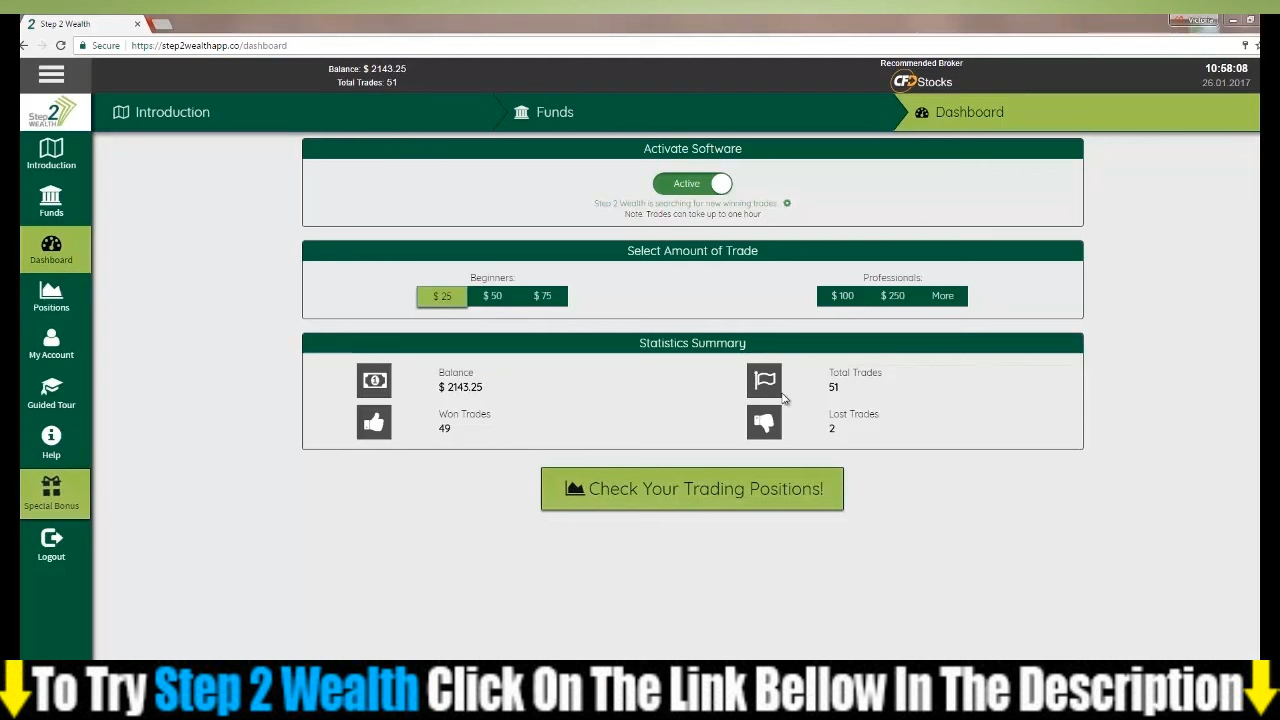 2 Step 2 Wealth ×
Victoria
Secure https://step2wealthapp.co/dashboard
Balance: $ 2143.25
Total Trades: 51
Recommended Broker
CFD Stocks
10:58:08
26.01.2017
Step2
WEALTH
Introduction
Funds
Dashboard
Introduction
Funds
Dashboard
Positions
My Account
Guided Tour
Help
Special Bonus
Logout
Activate Software
Active
Step 2 Wealth is searching for new winning trades.
Note: Trades can take up to one hour
Select Amount of Trade
Beginners:
$ 25 $ 50 $ 75
Professionals:
$ 100 $ 250 More
Statistics Summary
Balance
$ 2143.25
Total Trades
51
Won Trades
49
Lost Trades
2
Check Your Trading Positions!
To Try Step 2 Wealth Click On The Link Bellow In The Description